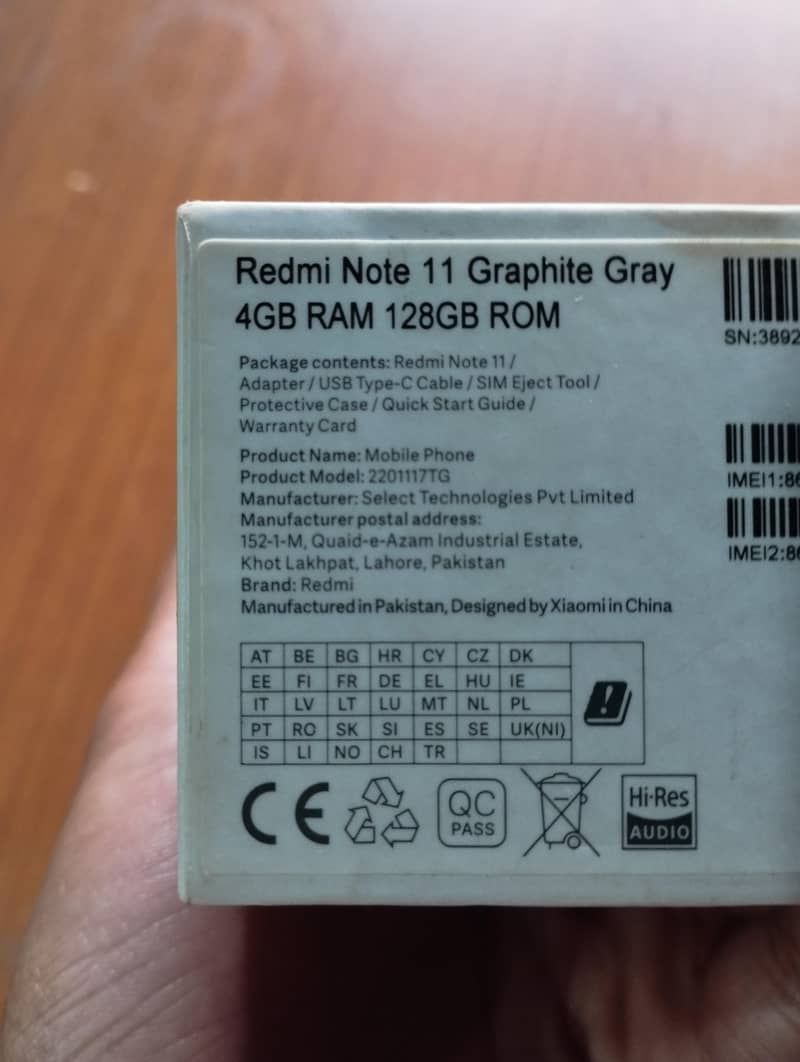 Redmi Note 11 Graphite Gray
4GB RAM 128GB ROM
Package contents: Redmi Note 11 /
Adapter / USB Type-C Cable / SIM Eject Tool /
Protective Case / Quick Start Guide /
Warranty Card
Product Name: Mobile Phone
Product Model: 2201117TG
Manufacturer: Select Technologies Pvt Limited
Manufacturer postal address:
152-1-M, Quaid-e-Azam Industrial Estate,
Khot Lakhpat, Lahore, Pakistan
Brand: Redmi
Manufactured in Pakistan, Designed by Xiaomi in China
SN:3892
IMEI1:86
IMEI2:86
AT BE BG HR CY CZ DK
EE FI FR DE EL HU IE
IT LV LT LU MT NL PL
PT RO SK SI ES SE UK(NI)
IS LI NO CH TR
CE
QC
PASS
Hi-Res
AUDIO